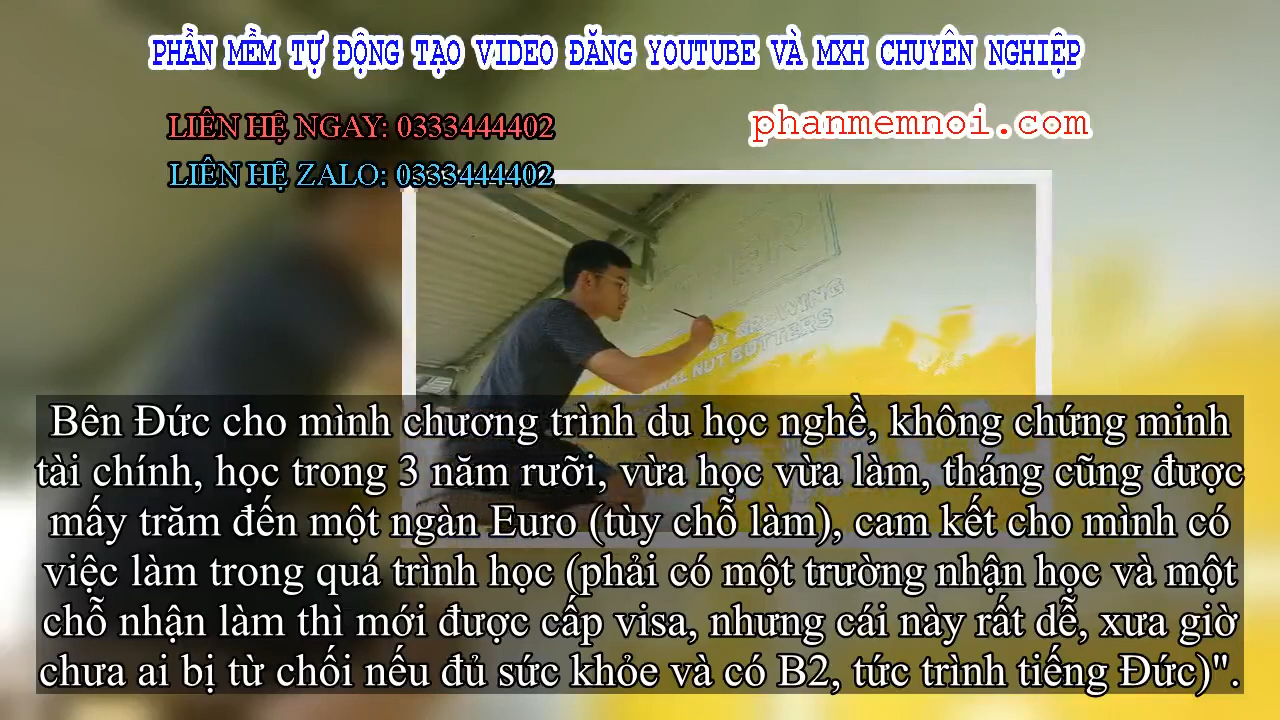 PHẦN MỀM TỰ ĐỘNG TẠO VIDEO ĐĂNG YOUTUBE VÀ MXH CHUYÊN NGHIỆP
LIÊN HỆ NGAY: 0333444402
phanmemnoi.com
LIÊN HỆ ZALO: 0333444402
BY GROWING
NUT BUTTERS
Bên Đức cho mình chương trình du học nghề, không chứng minh
tài chính, học trong 3 năm rưỡi, vừa học vừa làm, tháng cũng được
mấy trăm đến một ngàn Euro (tùy chỗ làm), cam kết cho mình có
việc làm trong quá trình học (phải có một trường nhận học và một
chỗ nhận làm thì mới được cấp visa, nhưng cái này rất dễ, xưa giờ
chưa ai bị từ chối nếu đủ sức khỏe và có B2, tức trình tiếng Đức)".